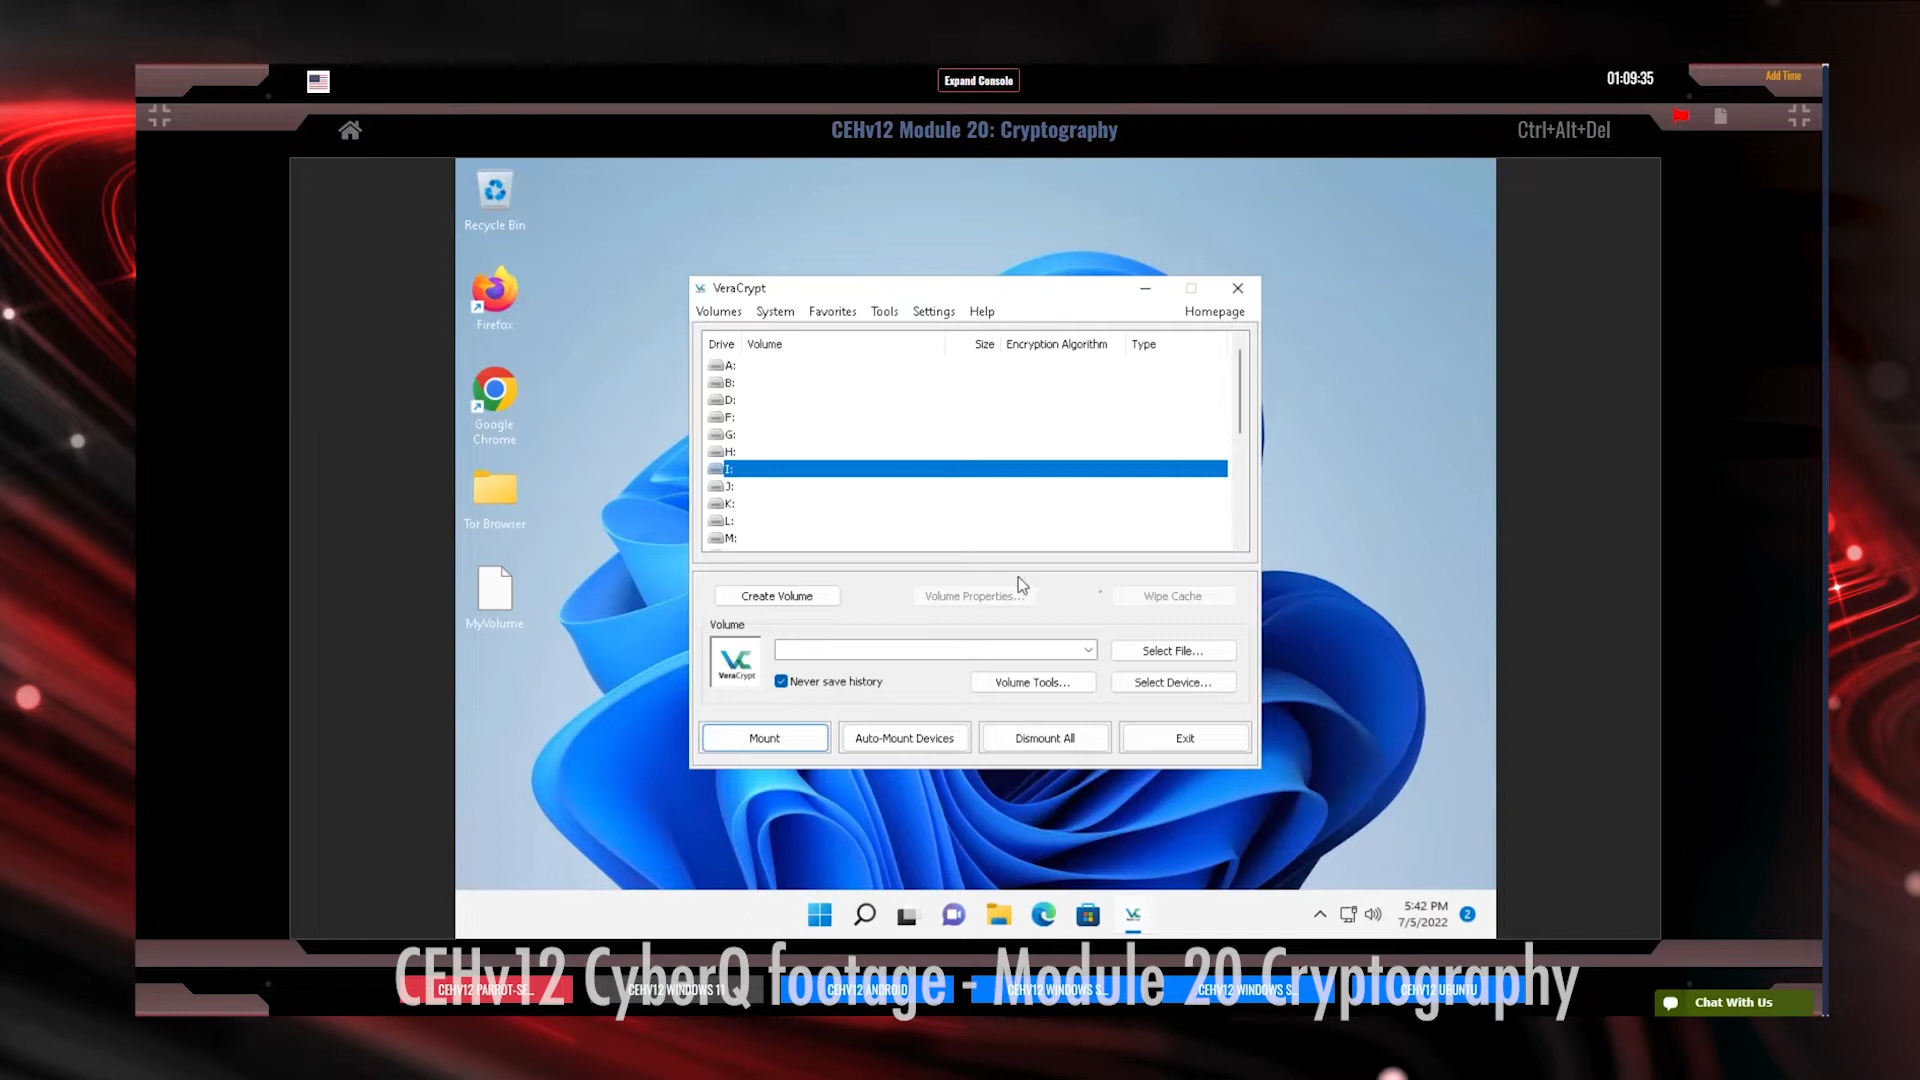 Expand Console
01:09:35
Add Time
CEHv12 Module 20: Cryptography
Ctrl+Alt+Del
Recycle Bin
Firefox
Google
Chrome
Tor Browser
MyVolume
VeraCrypt
Volumes System Favorites Tools Settings Help Homepage
Drive Volume Size Encryption Algorithm Type
A:
B:
D:
F:
G:
H:
I:
J:
K:
L:
M:
Create Volume Volume Properties... Wipe Cache
Volume
VC
VeraCrypt
Select File...
Never save history Volume Tools... Select Device...
Mount Auto-Mount Devices Dismount All Exit
VC
5:42 PM
7/5/2022
2
CEHv12 CyberQ footage - Module 20 Cryptography
CEHV12 PARROT-SE... CEHV12 WINDOWS 11 CEHV12 ANDROID CEHV12 WINDOWS S... CEHV12 WINDOWS S... CEHV12 UBUNTU
Chat With Us